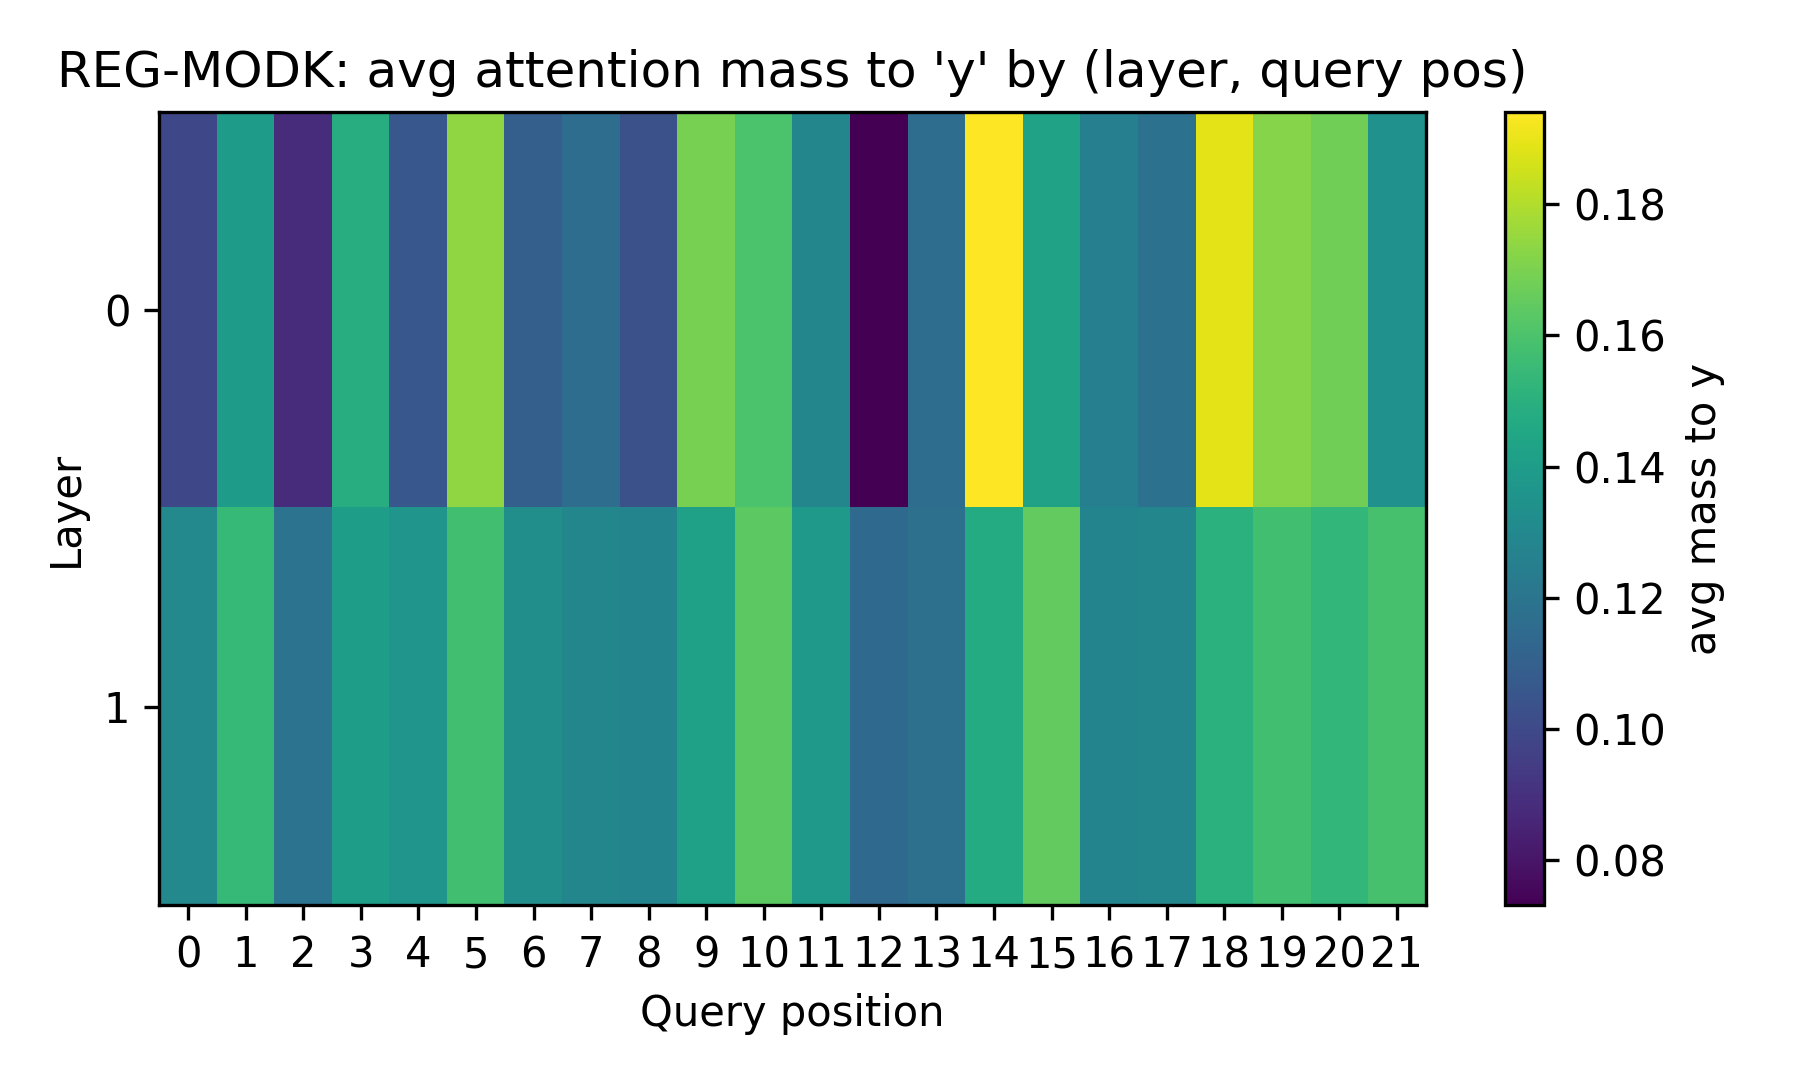 REG-MODK: avg attention mass to 'y' by (layer, query pos)
Layer
0
1
0 1 2 3 4 5 6 7 8 9 10 11 12 13 14 15 16 17 18 19 20 21
Query position
0.18
0.16
0.14
0.12
0.10
0.08
avg mass to y